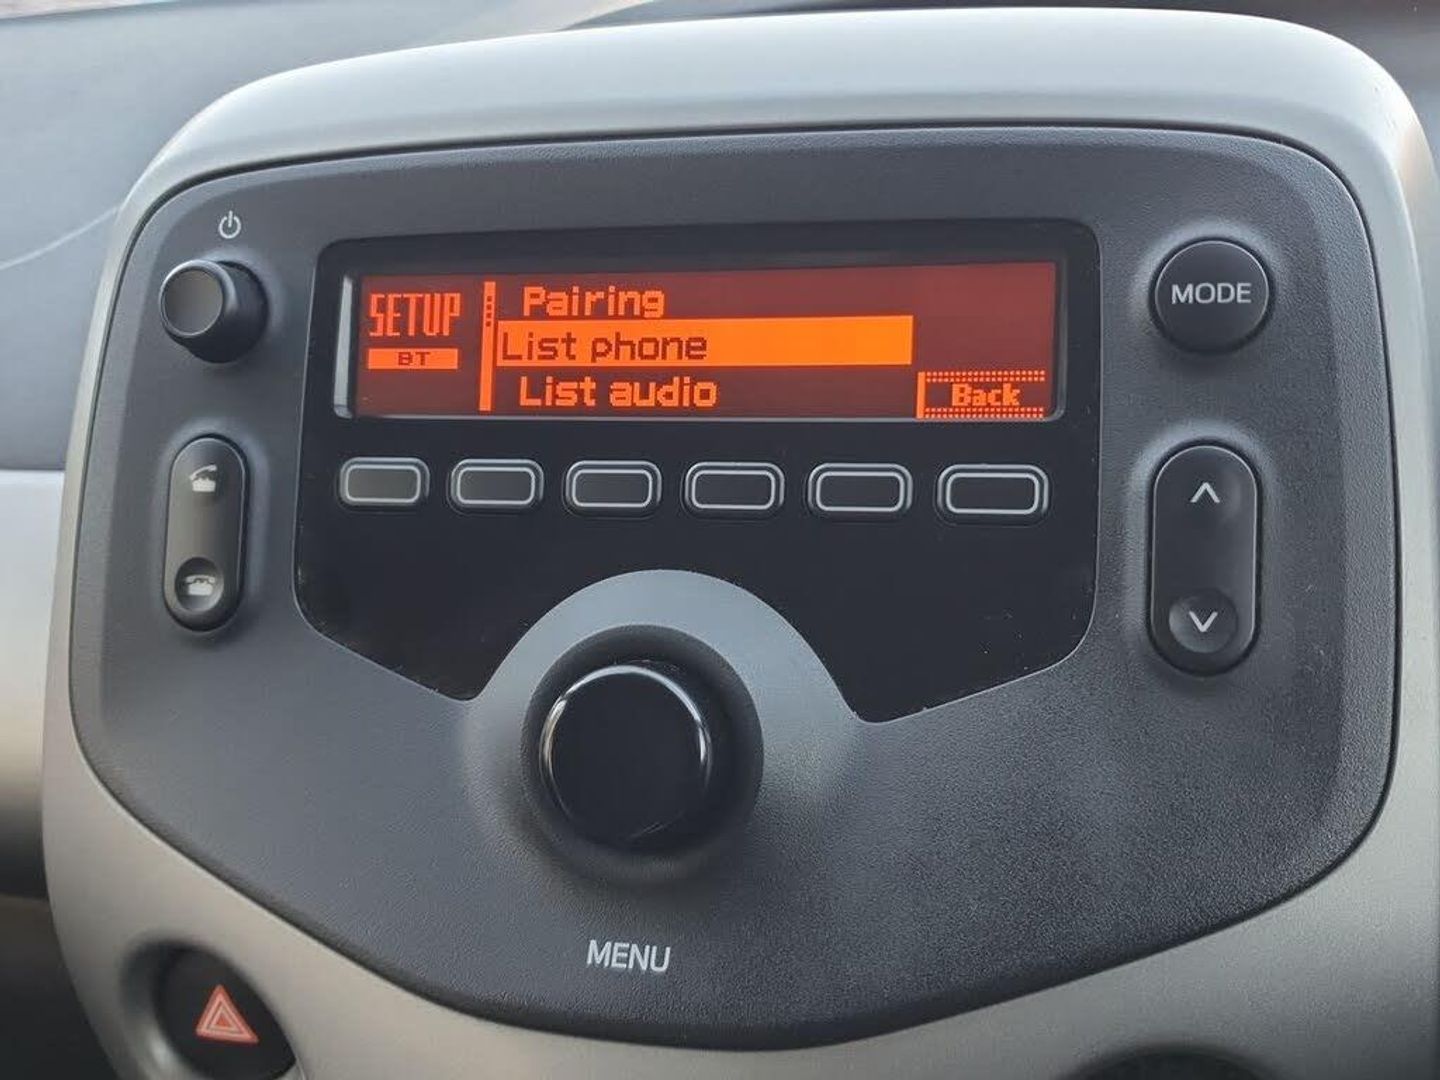 SETUP
BT
Pairing
List phone
List audio
Back
MODE
MENU